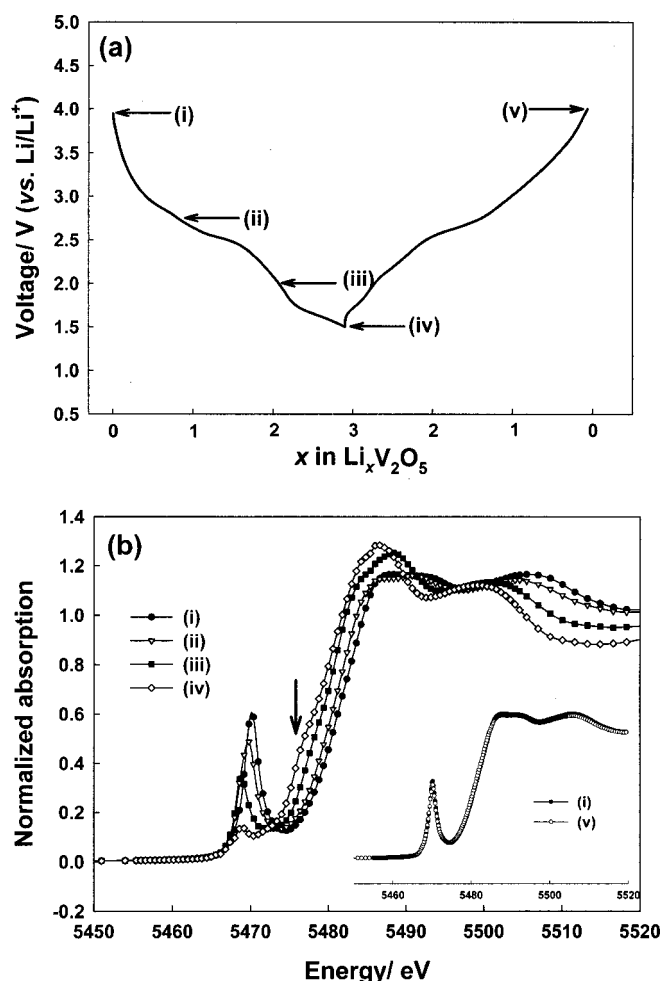 (a)
5.0
4.5
4.0
3.5
3.0
2.5
2.0
1.5
1.0
0.5
Voltage/ V (vs. Li/Li⁺)
(i)
(ii)
(iii)
(iv)
(v)
0 1 2 3 2 1 0
x in LiₓV₂O₅
(b)
1.4
1.2
1.0
0.8
0.6
0.4
0.2
0.0
-0.2
Normalized absorption
(i)
(ii)
(iii)
(iv)
(i)
(v)
5460 5480 5500 5520
5450 5460 5470 5480 5490 5500 5510 5520
Energy/ eV